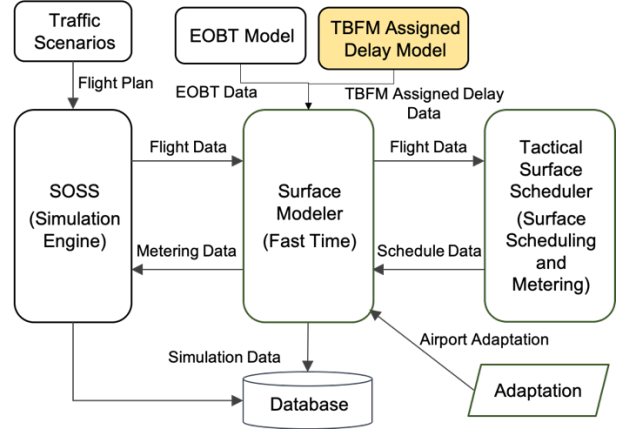 Traffic
Scenarios
EOBT Model
TBFM Assigned
Delay Model
Flight Plan
EOBT Data
TBFM Assigned Delay
Data
SOSS
(Simulation
Engine)
Flight Data
Metering Data
Surface
Modeler
(Fast Time)
Flight Data
Schedule Data
Tactical
Surface
Scheduler
(Surface
Scheduling
and
Metering)
Simulation Data
Airport Adaptation
Database
Adaptation